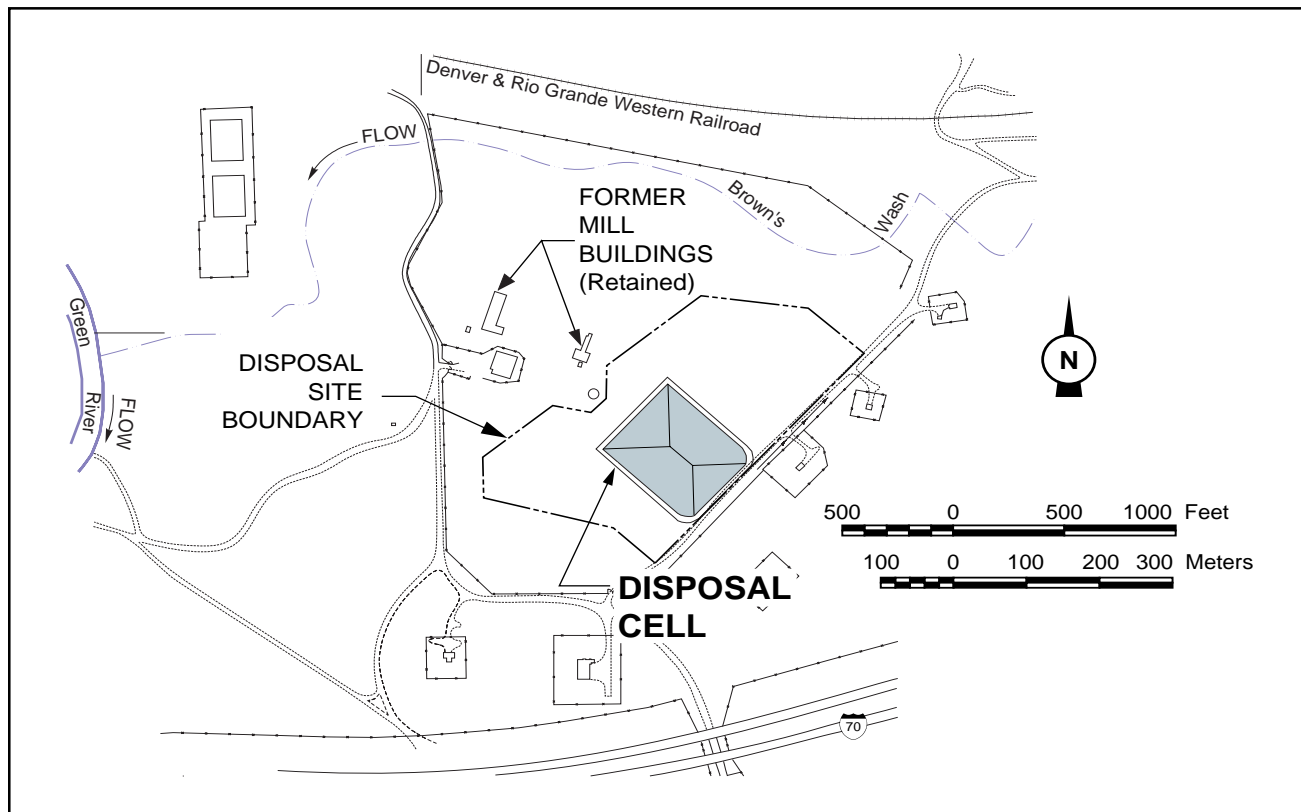 Denver & Rio Grande Western Railroad
FLOW
Brown's
Wash
FORMER
MILL
BUILDINGS
(Retained)
Green
River
FLOW
DISPOSAL
SITE
BOUNDARY
N
500 0 500 1000 Feet
100 0 100 200 300 Meters
DISPOSAL
CELL
70